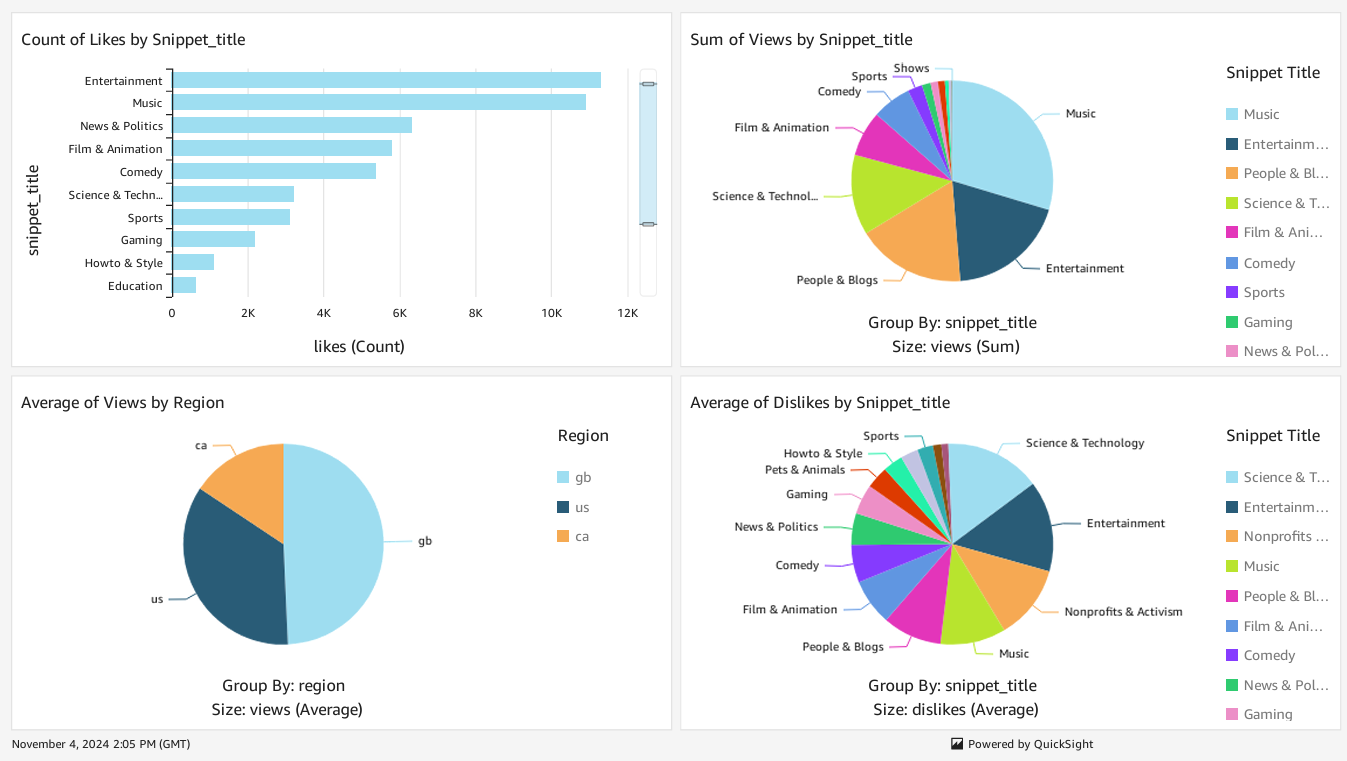 Count of Likes by Snippet_title
snippet_title
Entertainment
Music
News & Politics
Film & Animation
Comedy
Science & Techn...
Sports
Gaming
Howto & Style
Education
0
2K
4K
6K
8K
10K
12K
likes (Count)
Sum of Views by Snippet_title
Shows
Sports
Comedy
Film & Animation
Science & Technol...
People & Blogs
Music
Entertainment
Group By: snippet_title
Size: views (Sum)
Snippet Title
Music
Entertainm...
People & Bl...
Science & T...
Film & Ani...
Comedy
Sports
Gaming
News & Pol...
Average of Views by Region
ca
us
gb
Group By: region
Size: views (Average)
Region
gb
us
ca
Average of Dislikes by Snippet_title
Sports
Howto & Style
Pets & Animals
Gaming
News & Politics
Comedy
Film & Animation
People & Blogs
Science & Technology
Entertainment
Nonprofits & Activism
Music
Group By: snippet_title
Size: dislikes (Average)
Snippet Title
Science & T...
Entertainm...
Nonprofits ...
Music
People & Bl...
Film & Ani...
Comedy
News & Pol...
Gaming
November 4, 2024 2:05 PM (GMT)
Powered by QuickSight